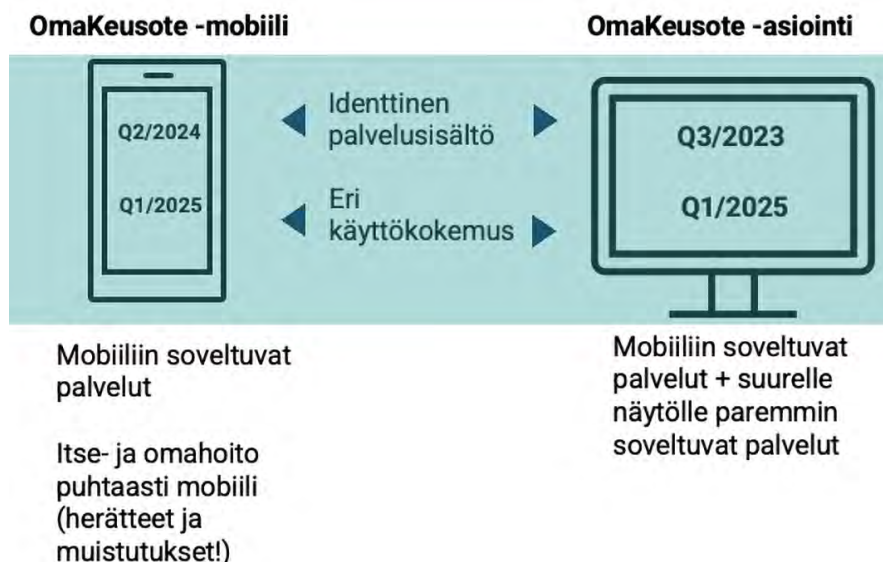 OmaKeusote -mobiili
OmaKeusote -asiointi
Q2/2024
Q1/2025
Identtinen
palvelusisältö
Eri
käyttökokemus
Q3/2023
Q1/2025
Mobiiliin soveltuvat
palvelut
Itse- ja omahoito
puhtaasti mobiili
(herätteet ja
muistutukset!)
Mobiiliin soveltuvat
palvelut + suurelle
näytölle paremmin
soveltuvat palvelut